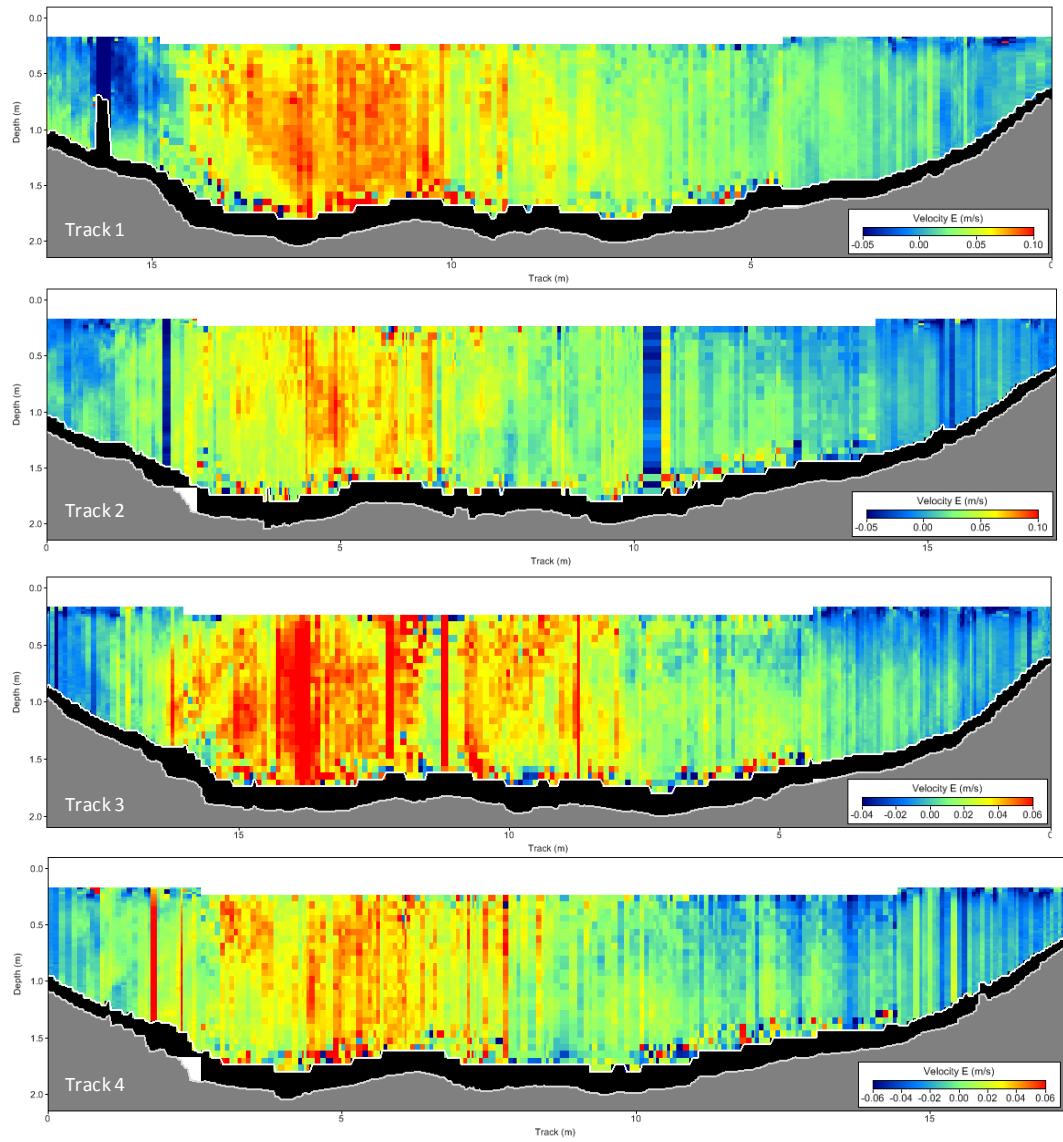 0.0
0.5
1.0
1.5
2.0
Depth (m)
Track 1
Velocity E (m/s)
-0.05 0.00 0.05 0.10
15 10 5 0
Track (m)
0.0
0.5
1.0
1.5
2.0
Depth (m)
Track 2
Velocity E (m/s)
-0.05 0.00 0.05 0.10
0 5 10 15
Track (m)
0.0
0.5
1.0
1.5
2.0
Depth (m)
Track 3
Velocity E (m/s)
-0.04 -0.02 0.00 0.02 0.04 0.06
15 10 5 0
Track (m)
0.0
0.5
1.0
1.5
2.0
Depth (m)
Track 4
Velocity E (m/s)
-0.06 -0.04 -0.02 0.00 0.02 0.04 0.06
0 5 10 15
Track (m)